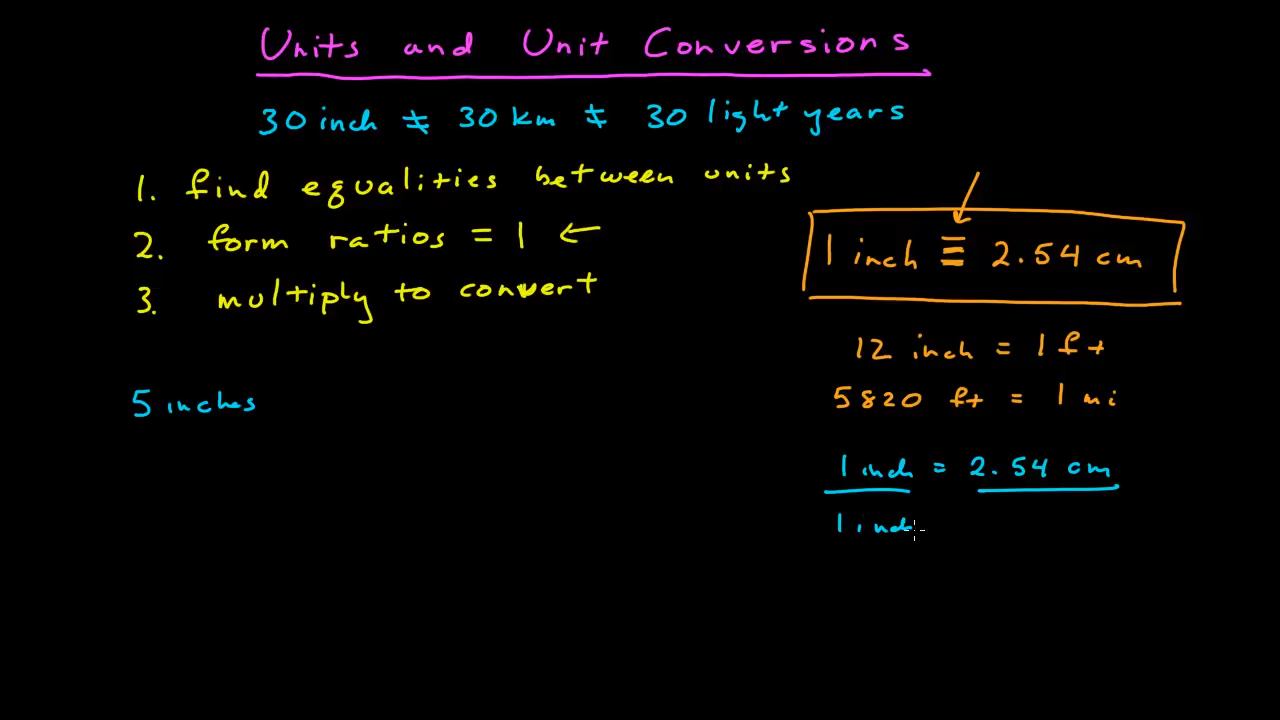 Units and Unit Conversions
30 inch ≠ 30 km ≠ 30 light years
1. find equalities between units
2. form ratios = 1 ←
3. multiply to convert
1 inch ≡ 2.54 cm
12 inch = 1 ft
5820 ft = 1 mi
5 inches
1 inch = 2.54 cm
1 inch